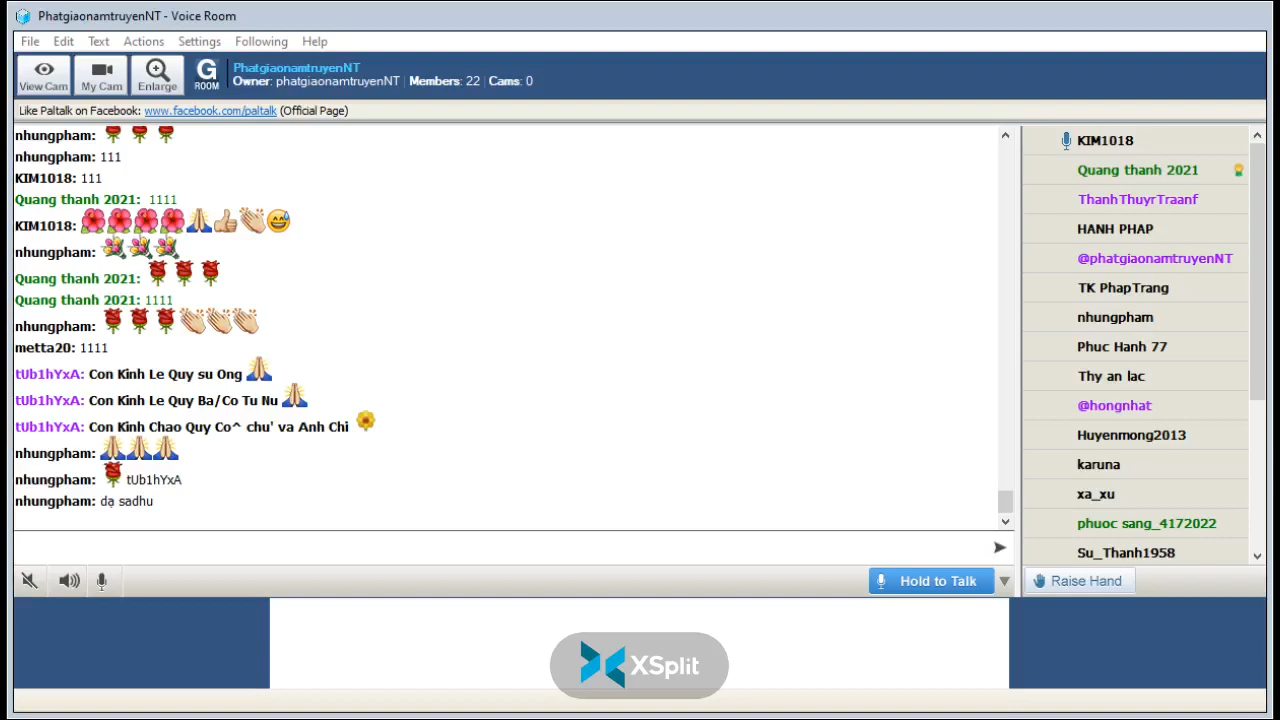 PhatgiaonamtruyenNT - Voice Room
File Edit Text Actions Settings Following Help
View Cam My Cam Enlarge G ROOM
PhatgiaonamtruyenNT
Owner: phatgiaonamtruyenNT | Members: 22 | Cams: 0
Like Paltalk on Facebook: www.facebook.com/paltalk (Official Page)
nhungpham:
nhungpham: 111
KIM1018: 111
Quang thanh 2021: 1111
KIM1018:
nhungpham:
Quang thanh 2021:
Quang thanh 2021: 1111
nhungpham:
metta20: 1111
tUb1hYxA: Con Kinh Le Quy su Ong
tUb1hYxA: Con Kinh Le Quy Ba/Co Tu Nu
tUb1hYxA: Con Kinh Chao Quy Co^ chu' va Anh Chi
nhungpham:
nhungpham: tUb1hYxA
nhungpham: dạ sadhu
KIM1018
Quang thanh 2021
ThanhThuyrTraanf
HANH PHAP
@phatgiaonamtruyenNT
TK PhapTrang
nhungpham
Phuc Hanh 77
Thy an lac
@hongnhat
Huyenmong2013
karuna
xa_xu
phuoc sang_4172022
Su_Thanh1958
Hold to Talk
Raise Hand
XSplit